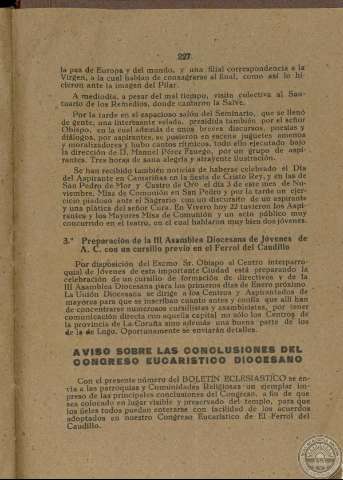 227
la paz de Europa y del mundo, y una filial correspondencia a la
Virgen, a la cual habían de consagrarse al final, como así lo hi-
cieron ante la imagen del Pilar.
A mediodía, a pesar del mal tiempo, visita colectiva al San-
tuario de los Remedios, donde cantaron la Salve.
Por la tarde en el espacioso salón del Seminario, que se llenó
de gente, una interesante velada, presidida también por el señor
Obispo, en la cual además de unos breves discursos, poesías y
diálogos, por aspirantes, se pusieron en escena juguetes amenos
y moralizadores y hubo cantos rítmicos, todo ello ejecutado bajo
la dirección de D. Manuel Pérez por un grupo de aspi-
rantes. Tres horas de sana alegría y atrayente ilustración.
Se han recibido también noticias de haberse celebrado el Día
del Aspirante en Camariñas en la fiesta de Cristo Rey, y en las de
San Pedro de Mor y Castro de Oro el día 3 de este mes de No-
viembre. Misa de Comunión en San Pedro y por la tarde un ejer-
cicio piadoso ante el Sagrario con un discurso de un aspirante
y una plática del señor Cura. En Vivero hoy 22 tuvieron los Aspi-
rantes y los Mayores Misa de Comunión y un acto público muy
concurrido en el teatro, en el cual hablaron muy bien dos jóvenes.
3.° Preparación de la III Asamblea Diocesana de Jóvenes de
A. C. con un cursillo previo en el Ferrol del Caudillo
Por disposición del Excmo Sr. Obispo el Centro interparro-
quial de Jóvenes de esta importante Ciudad está preparando la
celebración de un cursillo de formación de directivos y de la
III Asamblea Diocesana para los primeros días de Enero próximo
La Unión Diocesana se dirige a los Centros y Aspirantados de
mayores para que se inscriban cuanto antes y confía que allí han
de concentrarse numerosos cursillistas y asambleistas, por tener
comunicación directa con aquella capital no sólo los Centros de
la provincia de La Coruña sino además una buena parte de los
de la de Lugo. Oportunamente se enviarán detalles.
AVISO SOBRE LAS CONCLUSIONES DEL
CONGRESO EUCARISTICO DIOCESANO
Con el presente número del BOLETIN ECLESIASTICO se en-
vía a las parroquias y Comunidades Religiosas un ejemplar im-
preso de las principales conclusiones del Congreso, a fin de que
sea colocado en lugar visible y preservado del templo, para que
los fieles todos puedan enterarse con facilidad de los acuerdos
adoptados en nuestro Congreso Eucarístico de El Ferrol del
Caudillo.